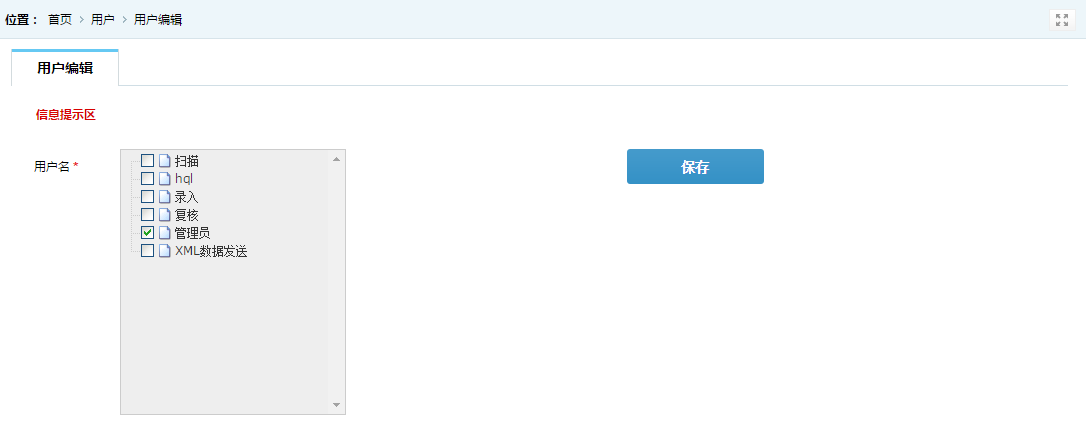 位置： 首页 > 用户 > 用户编辑
用户编辑
信息提示区
用户名 *
扫描
hql
录入
复核
管理员
XML数据发送
保存